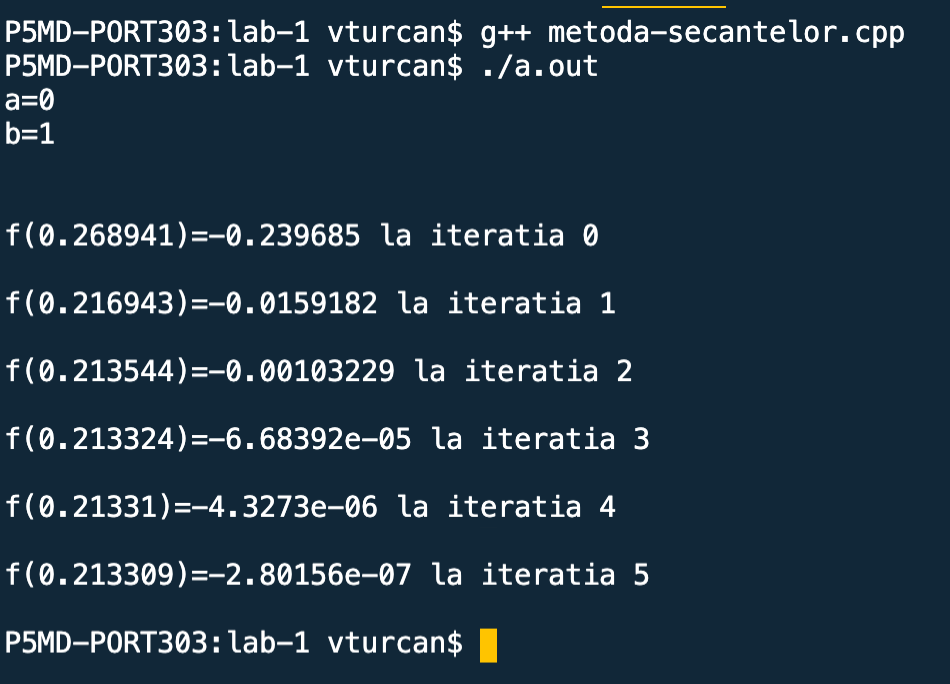 P5MD-PORT303:lab-1 vturcan$ g++ metoda-secantelor.cpp
P5MD-PORT303:lab-1 vturcan$ ./a.out
a=0
b=1
f(0.268941)=-0.239685 la iteratia 0
f(0.216943)=-0.0159182 la iteratia 1
f(0.213544)=-0.00103229 la iteratia 2
f(0.213324)=-6.68392e-05 la iteratia 3
f(0.21331)=-4.3273e-06 la iteratia 4
f(0.213309)=-2.80156e-07 la iteratia 5
P5MD-PORT303:lab-1 vturcan$